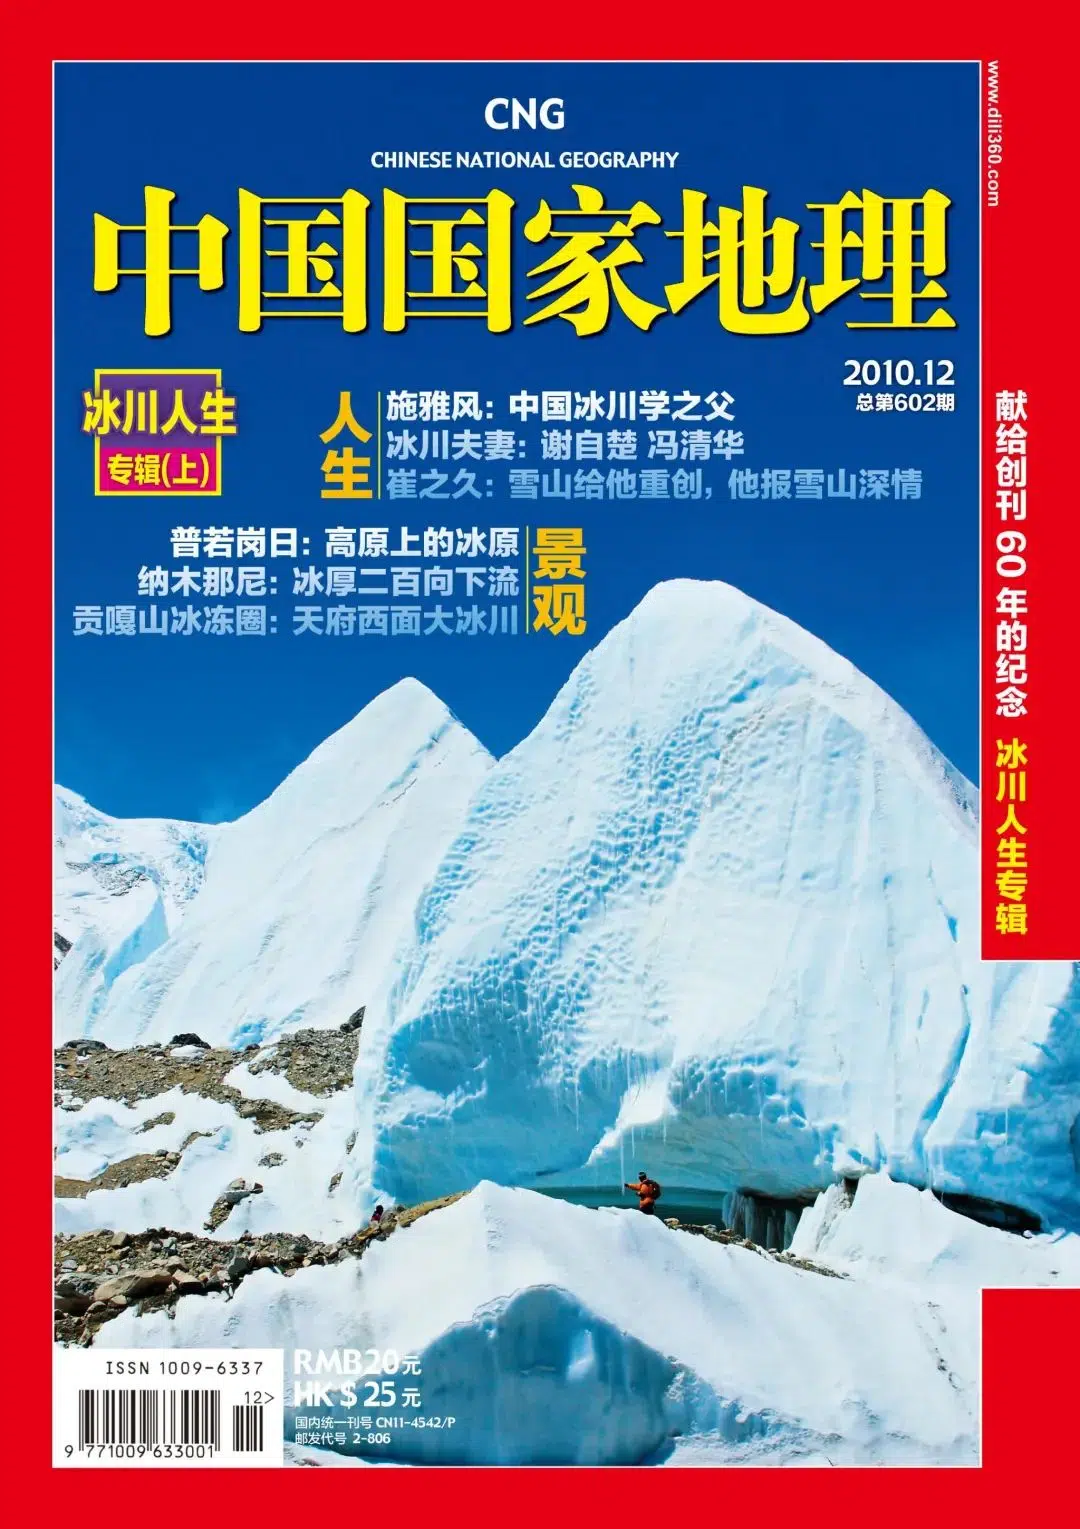 CNG
CHINESE NATIONAL GEOGRAPHY
中国国家地理
www.dili360.com
2010.12
总第602期
冰川人生
专辑(上)
人生
施雅风：中国冰川学之父
冰川夫妻：谢自楚 冯清华
崔之久：雪山给他重创，他报雪山深情
普若岗日：高原上的冰原
纳木那尼：冰厚二百向下流
贡嘎山冰冻圈：天府西面大冰川
景观
献给创刊 60 年的纪念 冰川人生专辑
ISSN 1009-6337
12>
9 771009 633001
RMB20元
HK $ 25元
国内统一刊号 CN11-4542/P
邮发代号 2-806